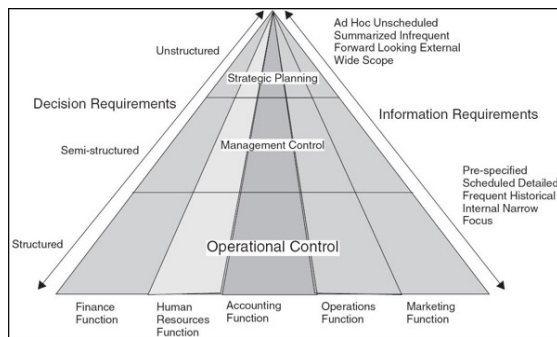 Ad Hoc Unscheduled
Summarized Infrequent
Forward Looking External
Wide Scope
Unstructured
Strategic Planning
Decision Requirements
Information Requirements
Management Control
Semi-structured
Pre-specified
Scheduled Detailed
Frequent Historical
Internal Narrow
Focus
Structured
Operational Control
Finance
Function
Human
Resources
Function
Accounting
Function
Operations
Function
Marketing
Function